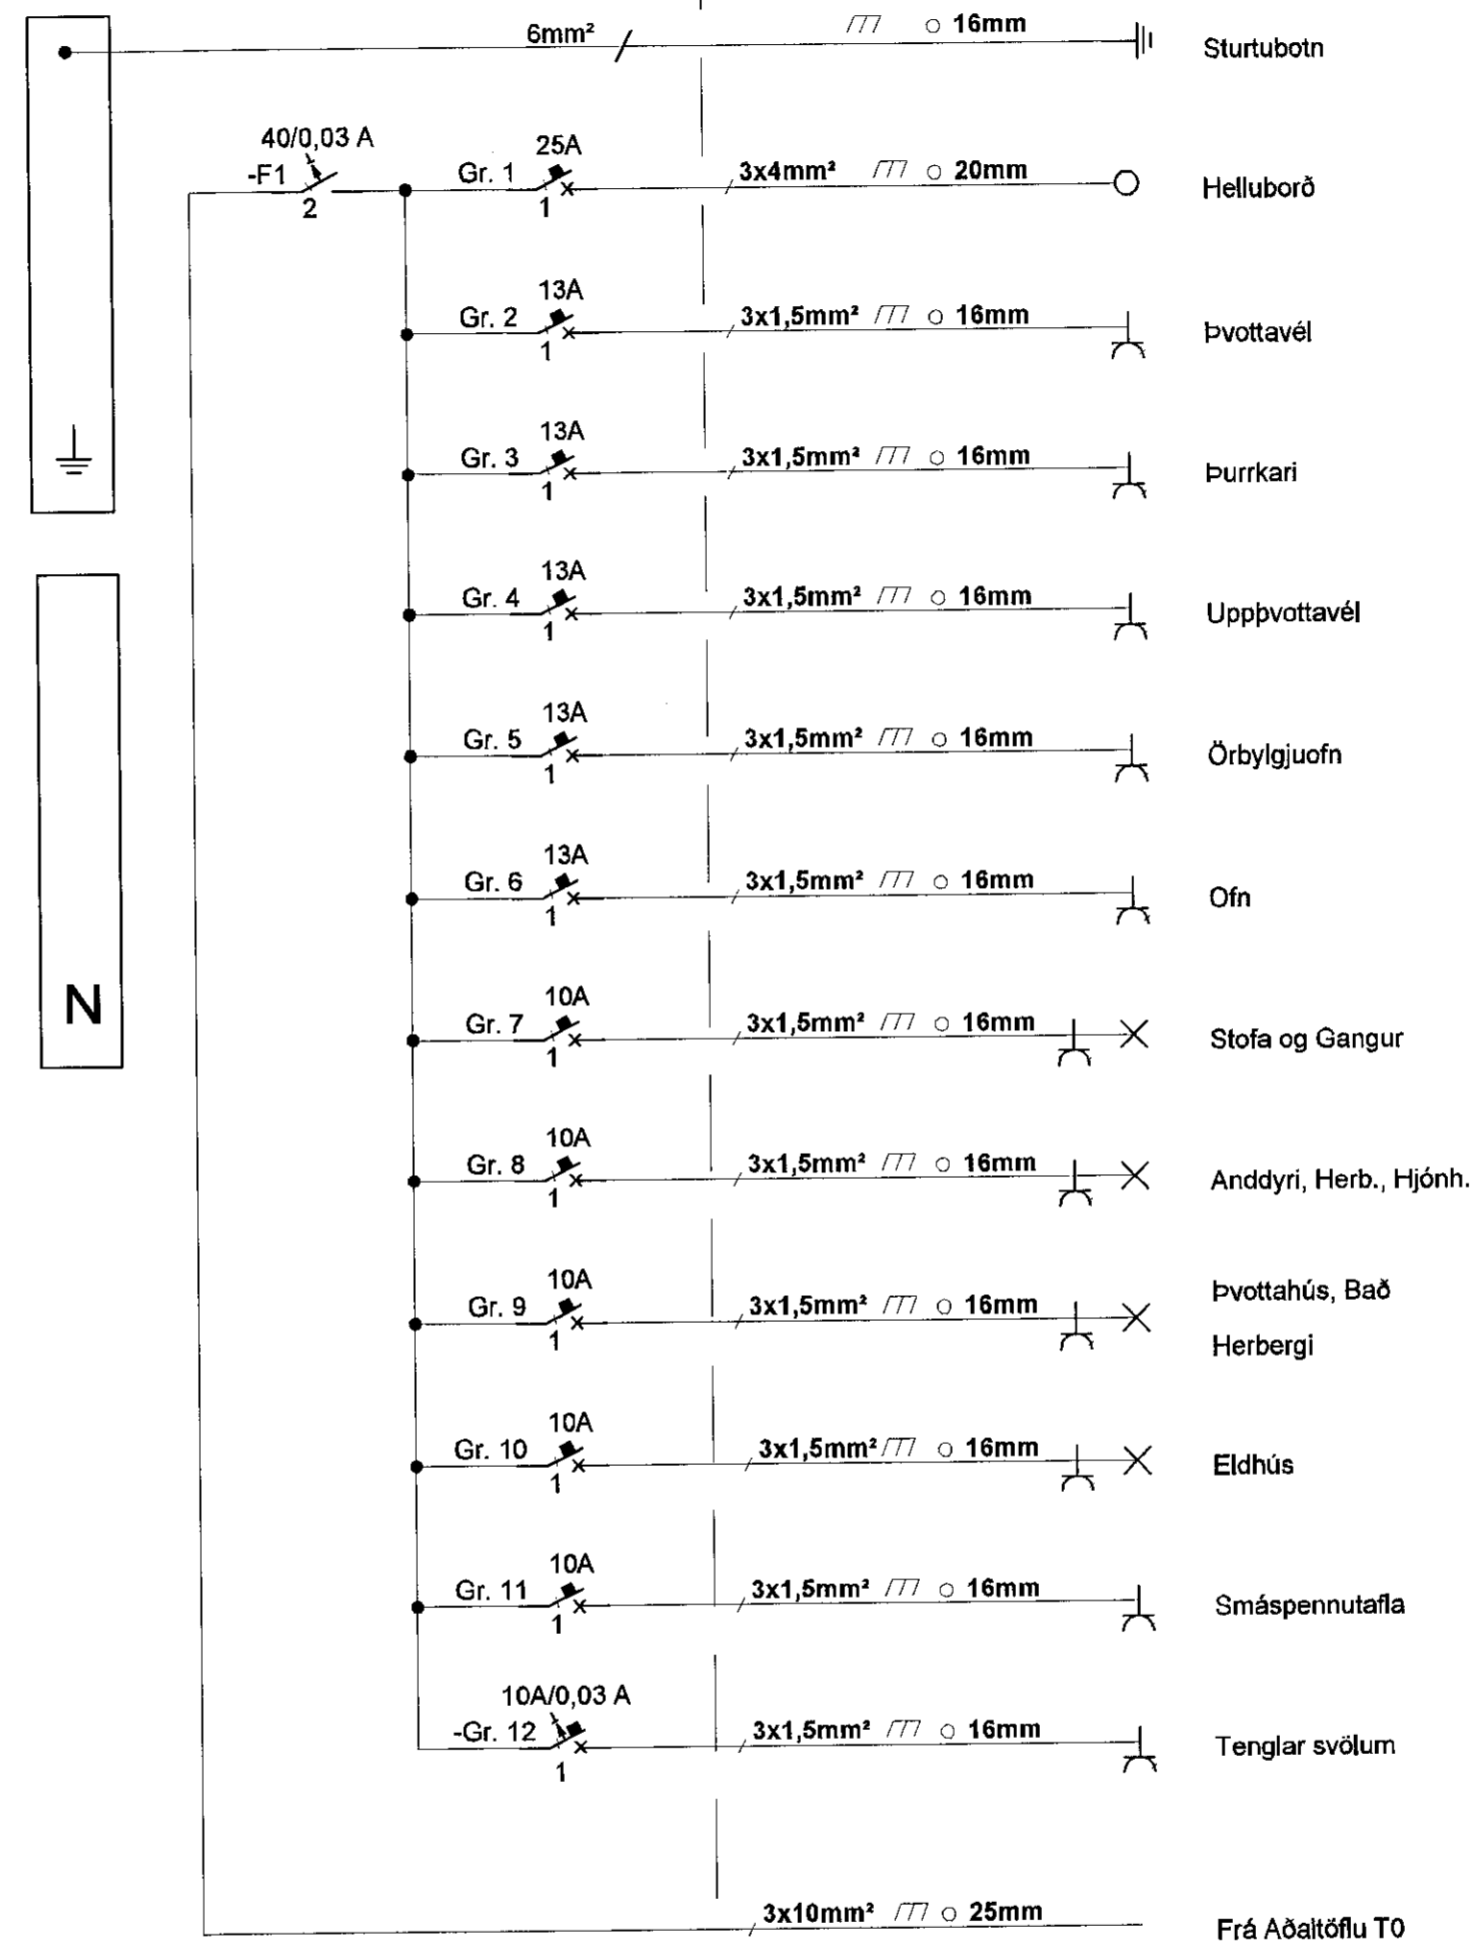 6mm² 16mm Sturtubotn
40/0,03 A
-F1
2
25A
Gr. 1 3x4mm² 20mm Helluborð
1
13A
Gr. 2 3x1,5mm² 16mm Þvottavél
1
13A
Gr. 3 3x1,5mm² 16mm Þurrkari
1
13A
Gr. 4 3x1,5mm² 16mm Uppþvottavél
1
13A
Gr. 5 3x1,5mm² 16mm Örbylgjuofn
1
13A
Gr. 6 3x1,5mm² 16mm Ofn
1
N
10A
Gr. 7 3x1,5mm² 16mm Stofa og Gangur
1
10A
Gr. 8 3x1,5mm² 16mm Anddyri, Herb., Hjónh.
1
10A
Gr. 9 3x1,5mm² 16mm Þvottahús, Bað
Herbergi
1
10A
Gr. 10 3x1,5mm² 16mm Eldhús
1
10A
Gr. 11 3x1,5mm² 16mm Smáspennutafla
1
10A/0,03 A
-Gr. 12 3x1,5mm² 16mm Tenglar svölum
1
3x10mm² 25mm Frá Aðaltöflu T0